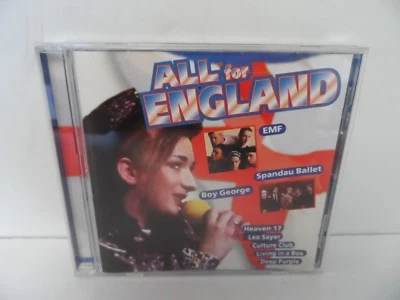 ALL for
ENGLAND
EMF
Spandau Ballet
Boy George
Heaven 17
Leo Sayer
Culture Club
Living in a Box
Deep Purple